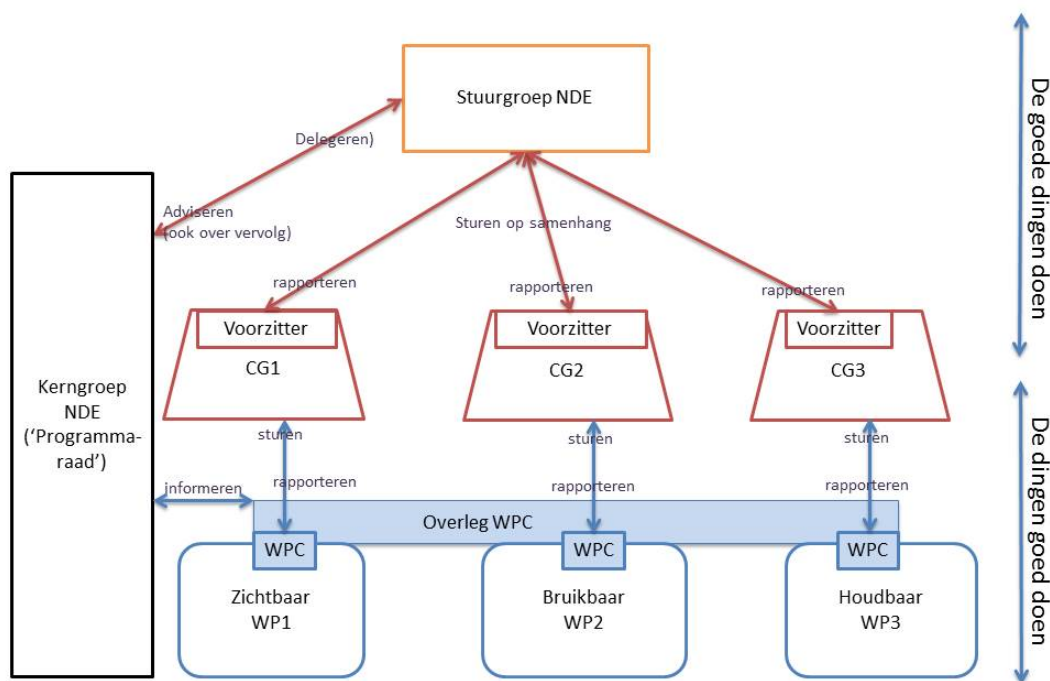 Stuurgroep NDE
De goede dingen doen
Delegeren)
Adviseren
(ook over vervolg)
Sturen op samenhang
rapporteren
rapporteren
rapporteren
Voorzitter
CG1
Voorzitter
CG2
Voorzitter
CG3
Kerngroep
NDE
(‘Programma-
raad’)
De dingen goed doen
sturen
sturen
sturen
informeren
rapporteren
rapporteren
rapporteren
Overleg WPC
WPC
WPC
WPC
Zichtbaar
WP1
Bruikbaar
WP2
Houdbaar
WP3